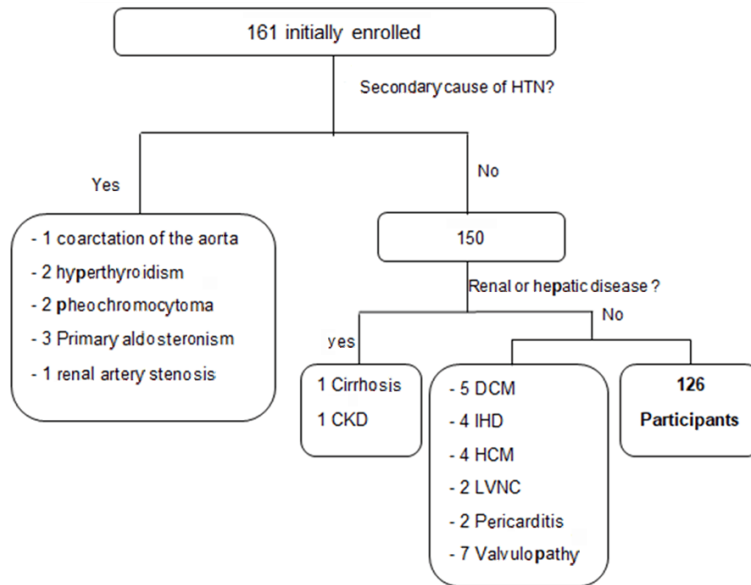 161 initially enrolled
Secondary cause of HTN?
Yes
No
- 1 coarctation of the aorta
- 2 hyperthyroidism
- 2 pheochromycytoma
- 3 Primary aldosteronism
- 1 renal artery stenosis
150
Renal or hepatic disease ?
yes
No
1 Cirrhosis
1 CKD
- 5 DCM
- 4 IHD
- 4 HCM
- 2 LVNC
- 2 Pericarditis
- 7 Valvulopathy
126
Participants